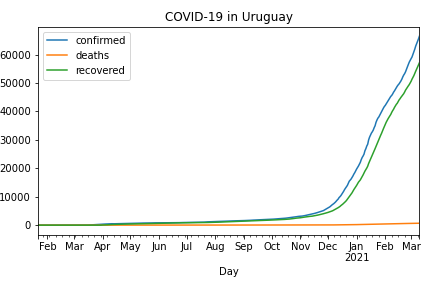 COVID-19 in Uruguay
confirmed
deaths
recovered
60000
50000
40000
30000
20000
10000
0
Feb Mar Apr May Jun Jul Aug Sep Oct Nov Dec Jan Feb Mar
2021
Day